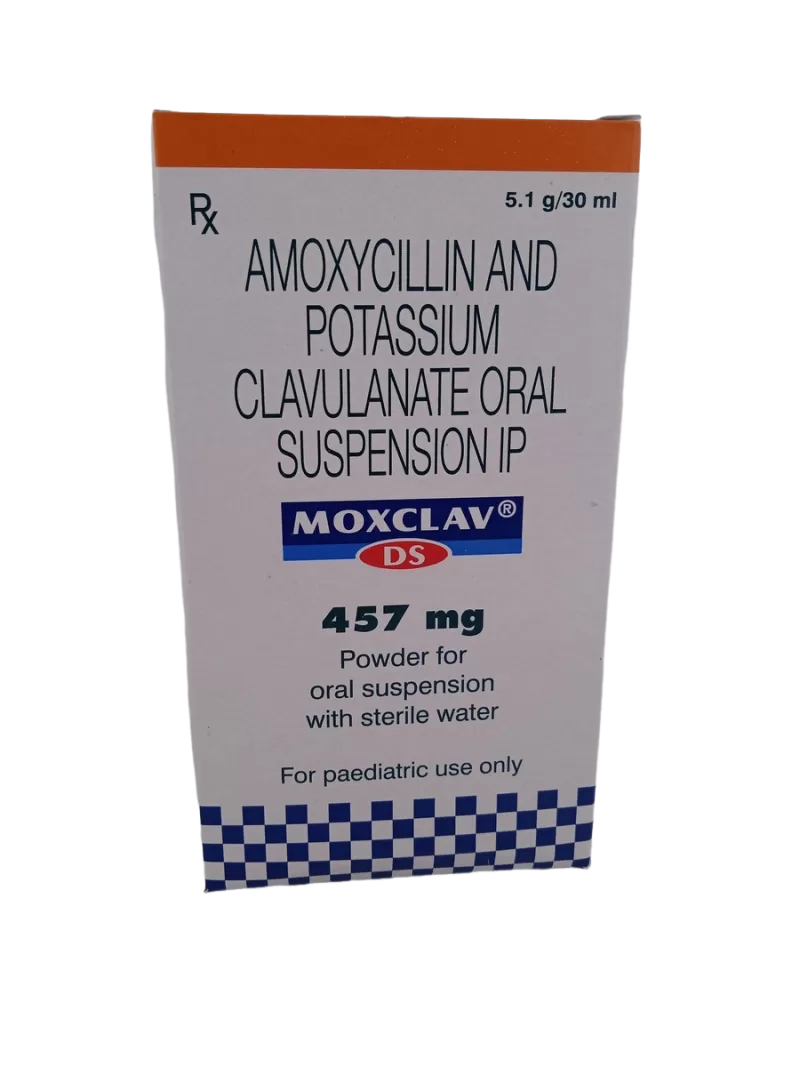 Rx
5.1 g/30 ml
AMOXYCILLIN AND
POTASSIUM
CLAVULANATE ORAL
SUSPENSION IP
MOXCLAV®
DS
457 mg
Powder for
oral suspension
with sterile water
For paediatric use only